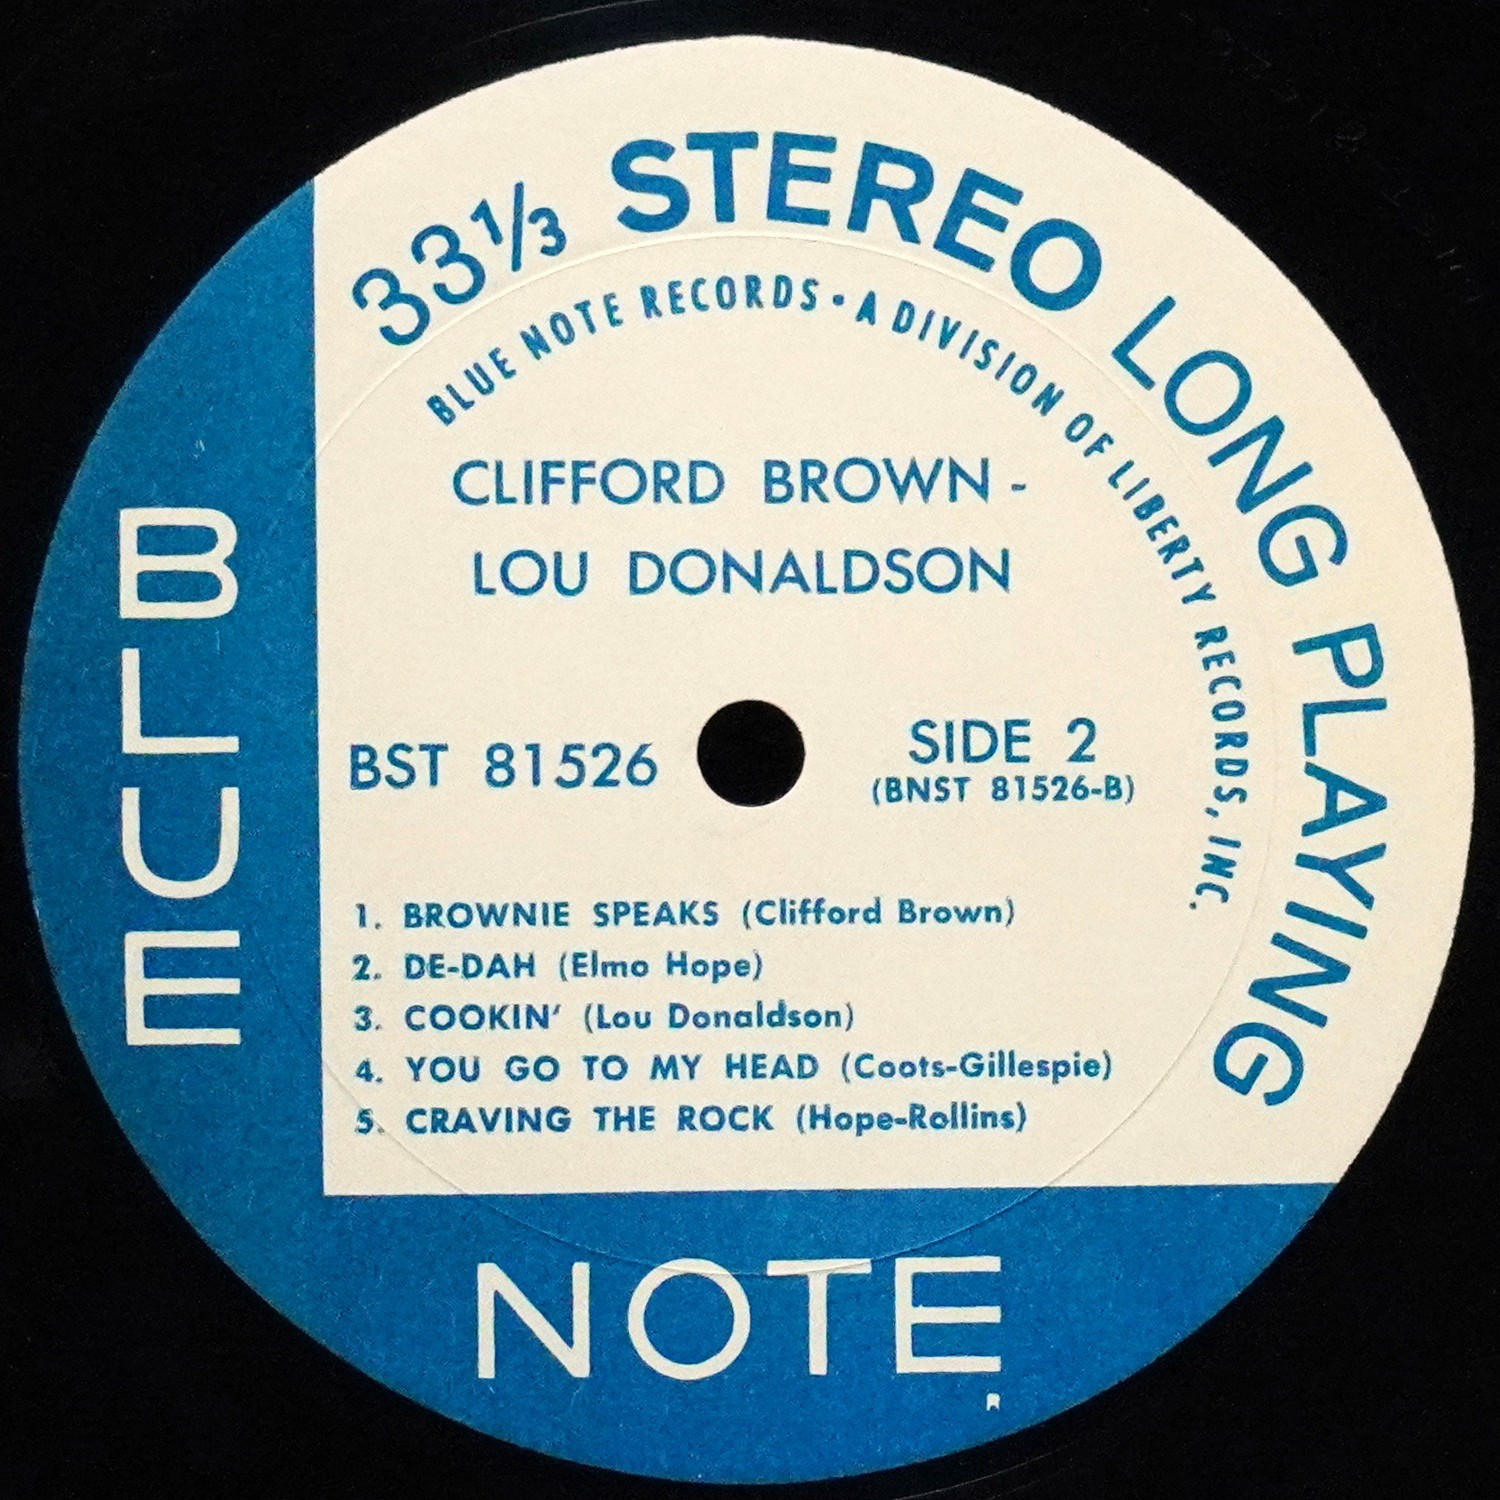 33⅓ STEREO LONG PLAYING
BLUE NOTE RECORDS • A DIVISION OF LIBERTY RECORDS, INC.
CLIFFORD BROWN -
LOU DONALDSON
BST 81526
SIDE 2
(BNST 81526-B)
1. BROWNIE SPEAKS (Clifford Brown)
2. DE-DAH (Elmo Hope)
3. COOKIN' (Lou Donaldson)
4. YOU GO TO MY HEAD (Coots-Gillespie)
5. CRAVING THE ROCK (Hope-Rollins)
BLUE
NOTE
R